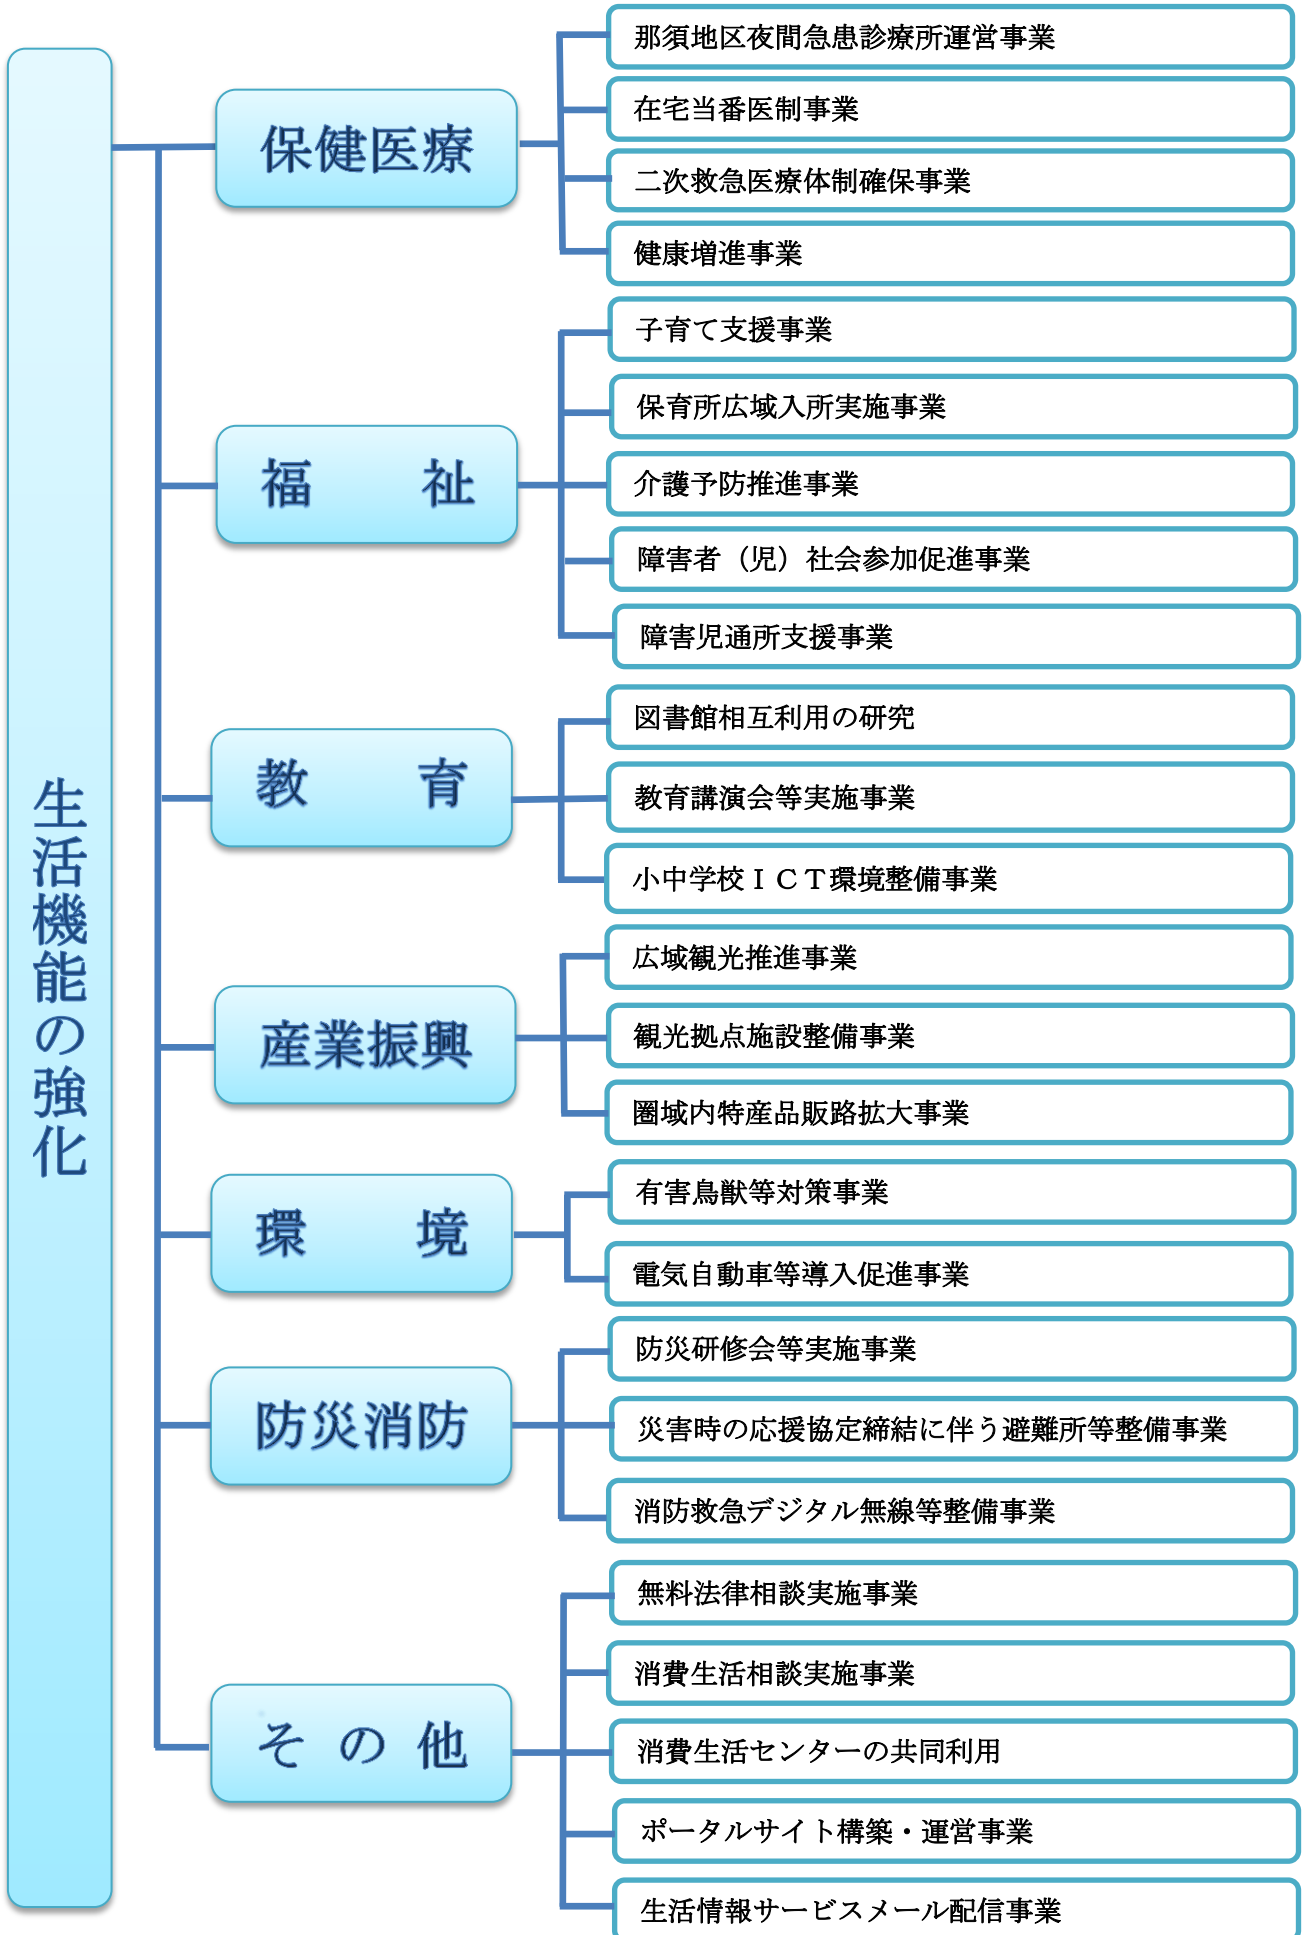 生活機能の強化
保健医療
那須地区夜間急患診療所運営事業
在宅当番医制事業
二次救急医療体制確保事業
健康増進事業
福祉
子育て支援事業
保育所広域入所実施事業
介護予防推進事業
障害者（児）社会参加促進事業
障害児通所支援事業
教育
図書館相互利用の研究
教育講演会等実施事業
小中学校ＩＣＴ環境整備事業
産業振興
広域観光推進事業
観光拠点施設整備事業
圏域内特産品販路拡大事業
環境
有害鳥獣等対策事業
電気自動車等導入促進事業
防災消防
防災研修会等実施事業
災害時の応援協定締結に伴う避難所等整備事業
消防救急デジタル無線等整備事業
その他
無料法律相談実施事業
消費生活相談実施事業
消費生活センターの共同利用
ポータルサイト構築・運営事業
生活情報サービスメール配信事業